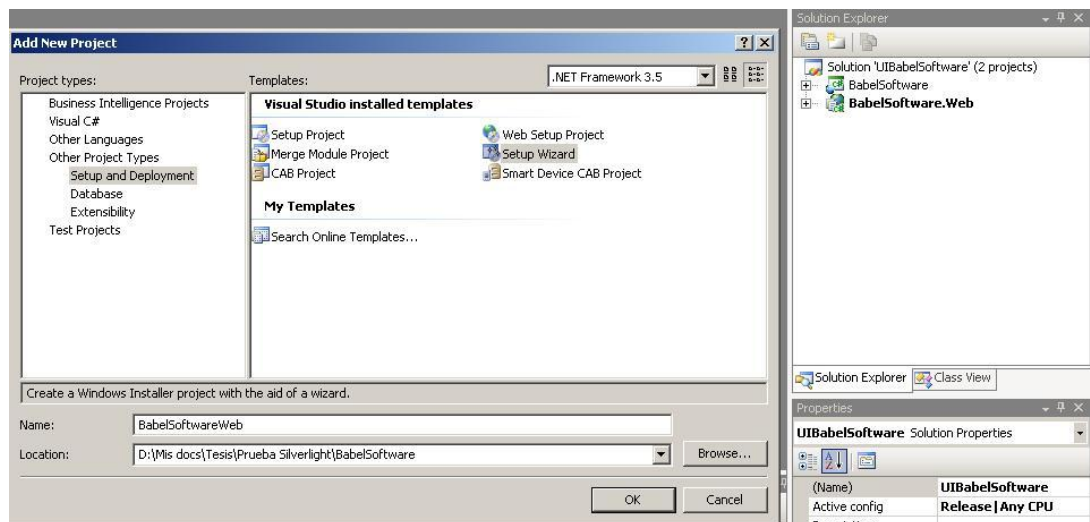 Add New Project
Project types:
Templates:
.NET Framework 3.5
Business Intelligence Projects
Visual C#
Other Languages
Other Project Types
Setup and Deployment
Database
Extensibility
Test Projects
Visual Studio installed templates
Setup Project
Web Setup Project
Merge Module Project
Setup Wizard
CAB Project
Smart Device CAB Project
My Templates
Search Online Templates...
Create a Windows Installer project with the aid of a wizard.
Name:
BabelSoftwareWeb
Location:
D:\Mis docs\Tesis\Prueba Silverlight\BabelSoftware
Browse...
OK
Cancel
Solution Explorer
Solution 'UIBabelSoftware' (2 projects)
BabelSoftware
BabelSoftware.Web
Solution Explorer
Class View
Properties
UIBabelSoftware Solution Properties
(Name) UIBabelSoftware
Active config Release|Any CPU